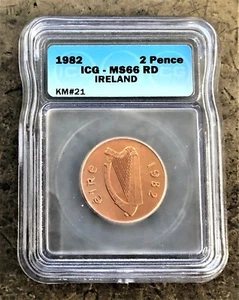 1982 2 Pence
ICG - MS66 RD
IRELAND
KM#21
éIRe 1982